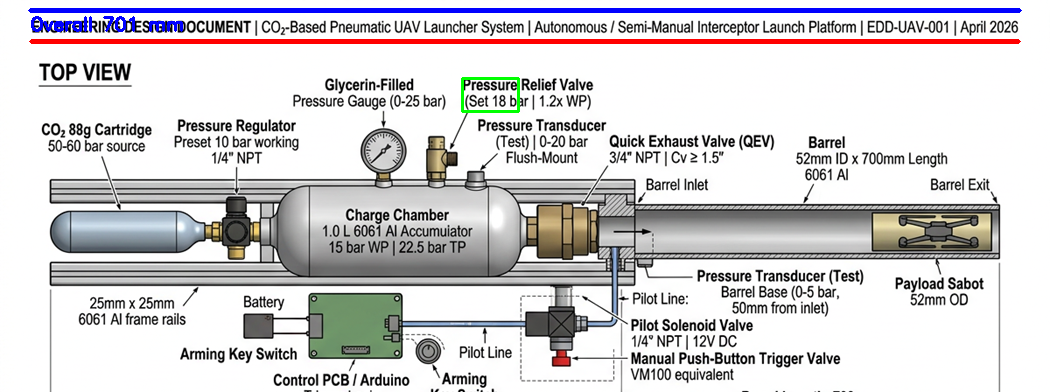 Overall 701 mm
ENGINEERING DESIGN DOCUMENT | CO₂-Based Pneumatic UAV Launcher System | Autonomous / Semi-Manual Interceptor Launch Platform | EDD-UAV-001 | April 2026
TOP VIEW
Glycerin-Filled
Pressure Gauge (0-25 bar)
Pressure Relief Valve
(Set 18 bar | 1.2x WP)
CO₂ 88g Cartridge
50-60 bar source
Pressure Regulator
Preset 10 bar working
1/4" NPT
Pressure Transducer
(Test) | 0-20 bar
Flush-Mount
Quick Exhaust Valve (QEV)
3/4" NPT | Cv ≥ 1.5"
Barrel
52mm ID x 700mm Length
6061 Al
Barrel Inlet
Barrel Exit
Charge Chamber
1.0 L 6061 Al Accumulator
15 bar WP | 22.5 bar TP
Pressure Transducer (Test)
Barrel Base (0-5 bar,
50mm from inlet)
Payload Sabot
52mm OD
25mm x 25mm
6061 Al frame rails
Battery
Pilot Line:
Pilot Solenoid Valve
1/4° NPT | 12V DC
Arming Key Switch
Pilot Line
Manual Push-Button Trigger Valve
VM100 equivalent
Control PCB / Arduino
Arming